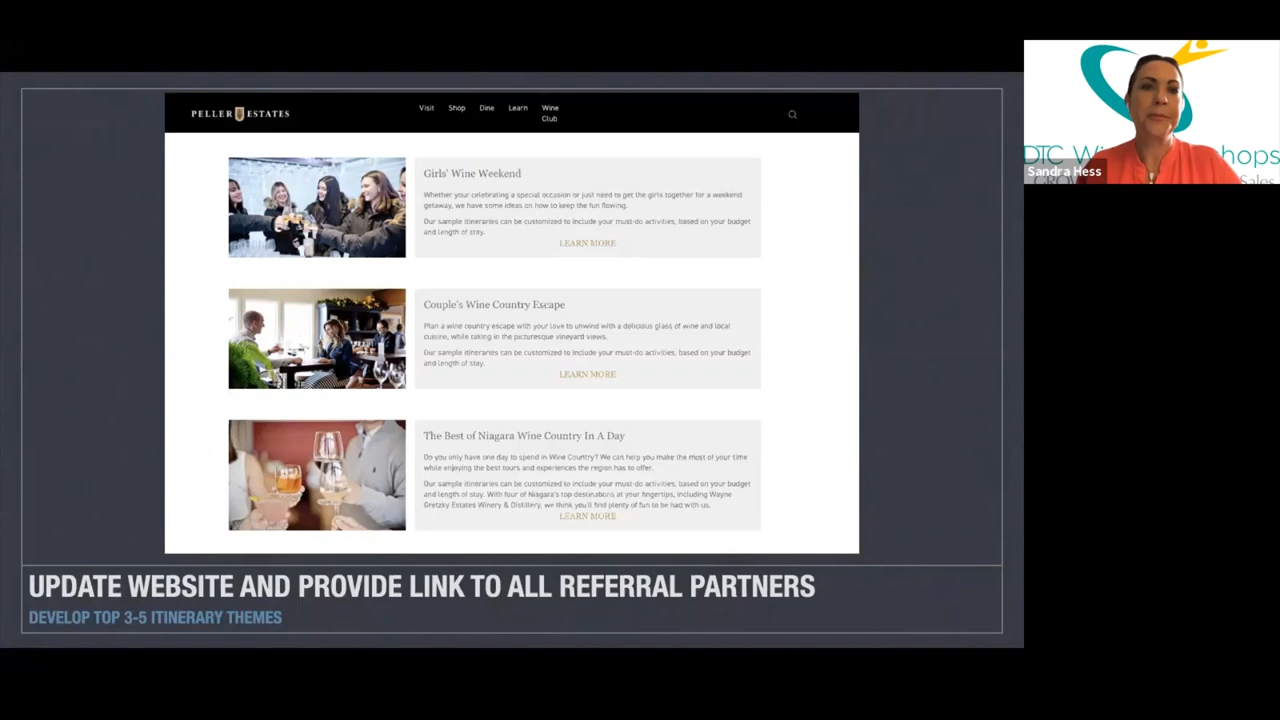 PELLER ESTATES
Visit Shop Dine Learn Wine Club
Girls' Wine Weekend
Whether your celebrating a special occasion or just need to get the girls together for a weekend
getaway, we have some ideas on how to keep the fun flowing.
Our sample itineraries can be customized to include your must-do activities, based on your budget
and length of stay.
LEARN MORE
Couple's Wine Country Escape
Plan a wine country escape with your love to unwind with a delicious glass of wine and local
cuisine, while taking in the picturesque vineyard views.
Our sample itineraries can be customized to include your must-do activities, based on your budget
and length of stay.
LEARN MORE
The Best of Niagara Wine Country In A Day
Do you only have one day to spend in Wine Country? We can help you make the most of your time
while enjoying the best tours and experiences the region has to offer.
Our sample itineraries can be customized to include your must-do activities, based on your budget
and length of stay. With four of Niagara's top destinations at your fingertips, including Wayne
Gretzky Estates Winery & Distillery, we think you'll find plenty of fun to be had with us.
LEARN MORE
UPDATE WEBSITE AND PROVIDE LINK TO ALL REFERRAL PARTNERS
DEVELOP TOP 3-5 ITINERARY THEMES
DTC
Sandra Hess
Sales